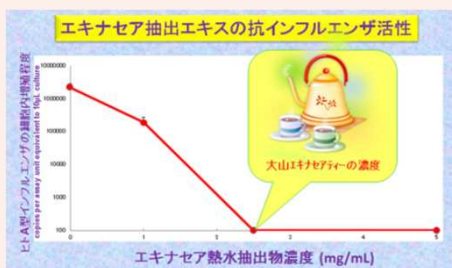 エキナセア抽出エキスの抗インフルエンザ活性
ヒトA型インフルエンザの細胞内増殖程度
copies per assay unit equivalent to 10μL culture
10000000
1000000
100000
10000
1000
100
0
1
2
3
4
5
大山エキナセアティーの濃度
エキナセア熱水抽出物濃度 (mg/mL)